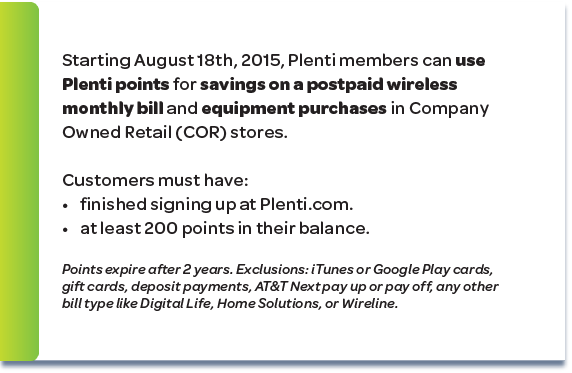 Starting August 18th, 2015, Plenti members can use
Plenti points for savings on a postpaid wireless
monthly bill and equipment purchases in Company
Owned Retail (COR) stores.
Customers must have:
• finished signing up at Plenti.com.
• at least 200 points in their balance.
Points expire after 2 years. Exclusions: iTunes or Google Play cards,
gift cards, deposit payments, AT&T Next pay up or pay off, any other
bill type like Digital Life, Home Solutions, or Wireline.